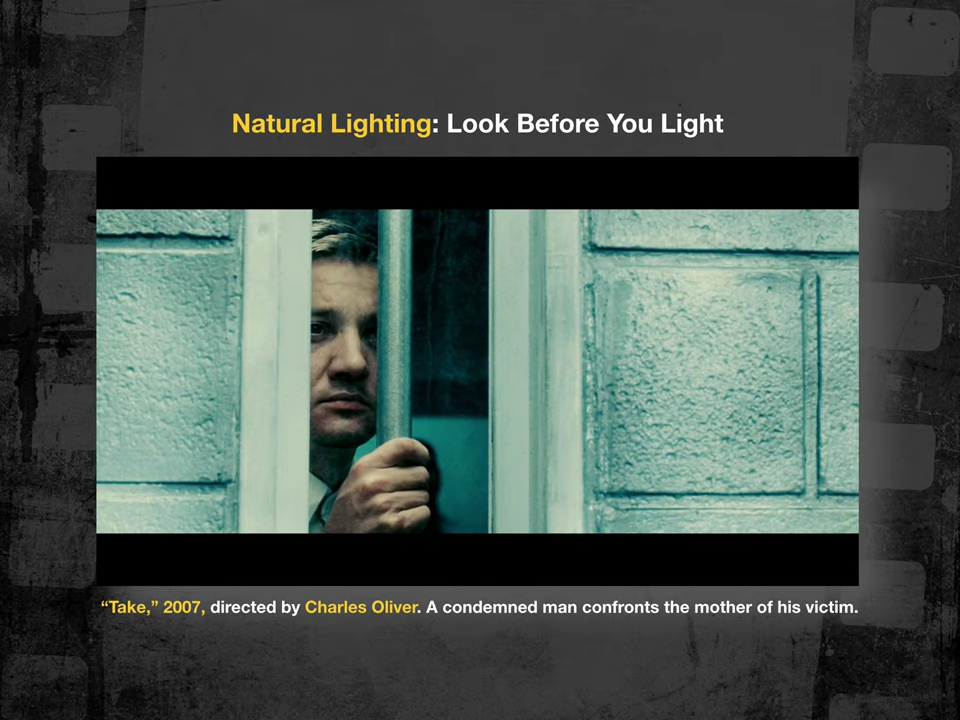 Natural Lighting: Look Before You Light
“Take,” 2007, directed by Charles Oliver. A condemned man confronts the mother of his victim.